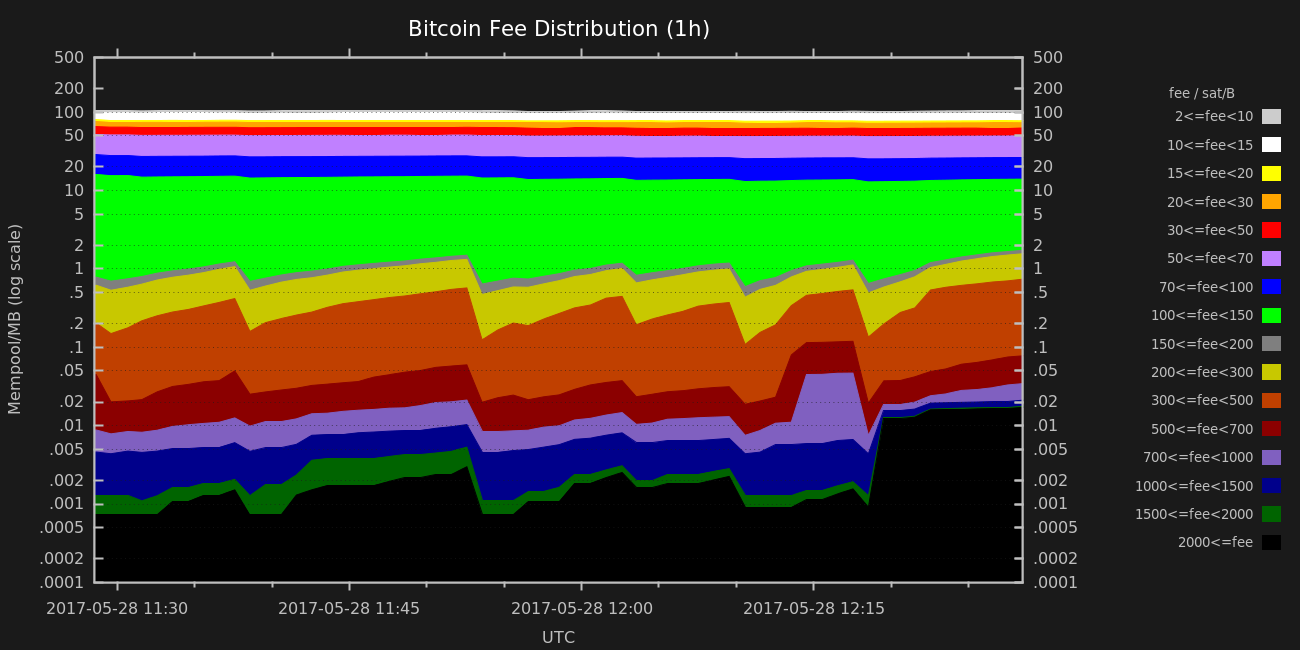 Bitcoin Fee Distribution (1h)
Mempool/MB (log scale)
500
200
100
50
20
10
5
2
1
.5
.2
.1
.05
.02
.01
.005
.002
.001
.0005
.0002
.0001
500
200
100
50
20
10
5
2
1
.5
.2
.1
.05
.02
.01
.005
.002
.001
.0005
.0002
.0001
2017-05-28 11:30 2017-05-28 11:45 2017-05-28 12:00 2017-05-28 12:15
UTC
fee / sat/B
2<=fee<10
10<=fee<15
15<=fee<20
20<=fee<30
30<=fee<50
50<=fee<70
70<=fee<100
100<=fee<150
150<=fee<200
200<=fee<300
300<=fee<500
500<=fee<700
700<=fee<1000
1000<=fee<1500
1500<=fee<2000
2000<=fee